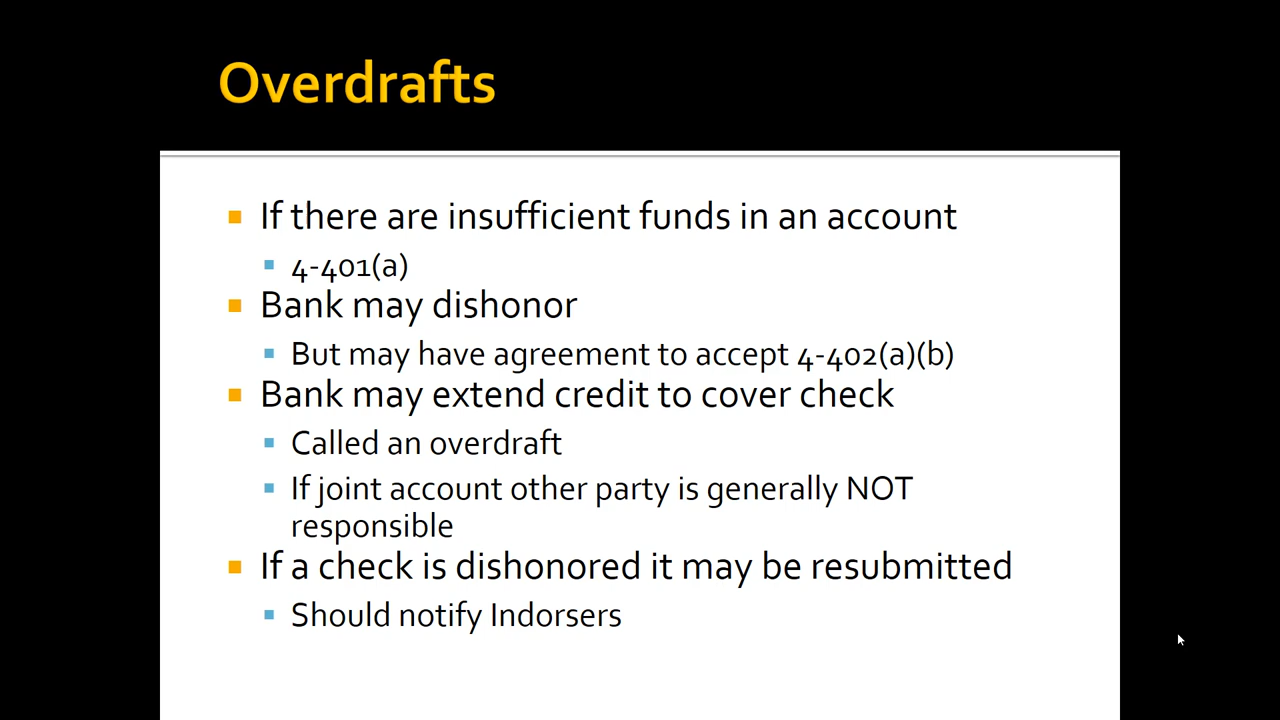 Overdrafts
If there are insufficient funds in an account
4-401(a)
Bank may dishonor
But may have agreement to accept 4-402(a)(b)
Bank may extend credit to cover check
Called an overdraft
If joint account other party is generally NOT
responsible
If a check is dishonored it may be resubmitted
Should notify Indorsers